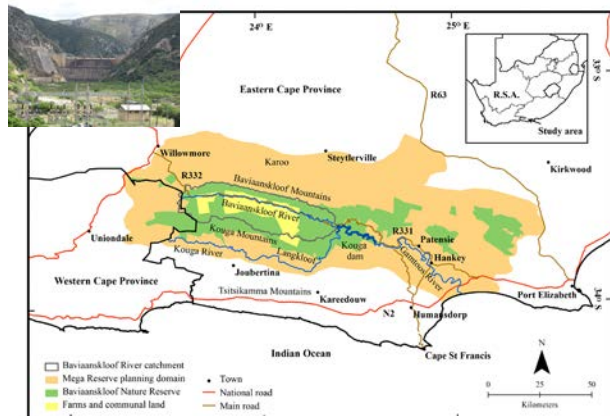 24°E
25°E
33°S
Eastern Cape Province
R63
R.S.A.
Study area
Willowmore
Karoo
Steytlerville
Kirkwood
R332
Baviaanskloof Mountains
Baviaanskloof River
R331
Uniondale
Kouga Mountains
Kouga
dam
Patensie
Hankey
Gamtoos River
Kouga River
Langkloof
Joubertina
Western Cape Province
Tsitsikamma Mountains
Kareedouw
Port Elizabeth
34°S
N2
Humansdorp
Indian Ocean
Cape St Francis
N
Baviaanskloof River catchment
Mega Reserve planning domain
Baviaanskloof Nature Reserve
Farms and communal land
Town
National road
Main road
0 25 50
Kilometers